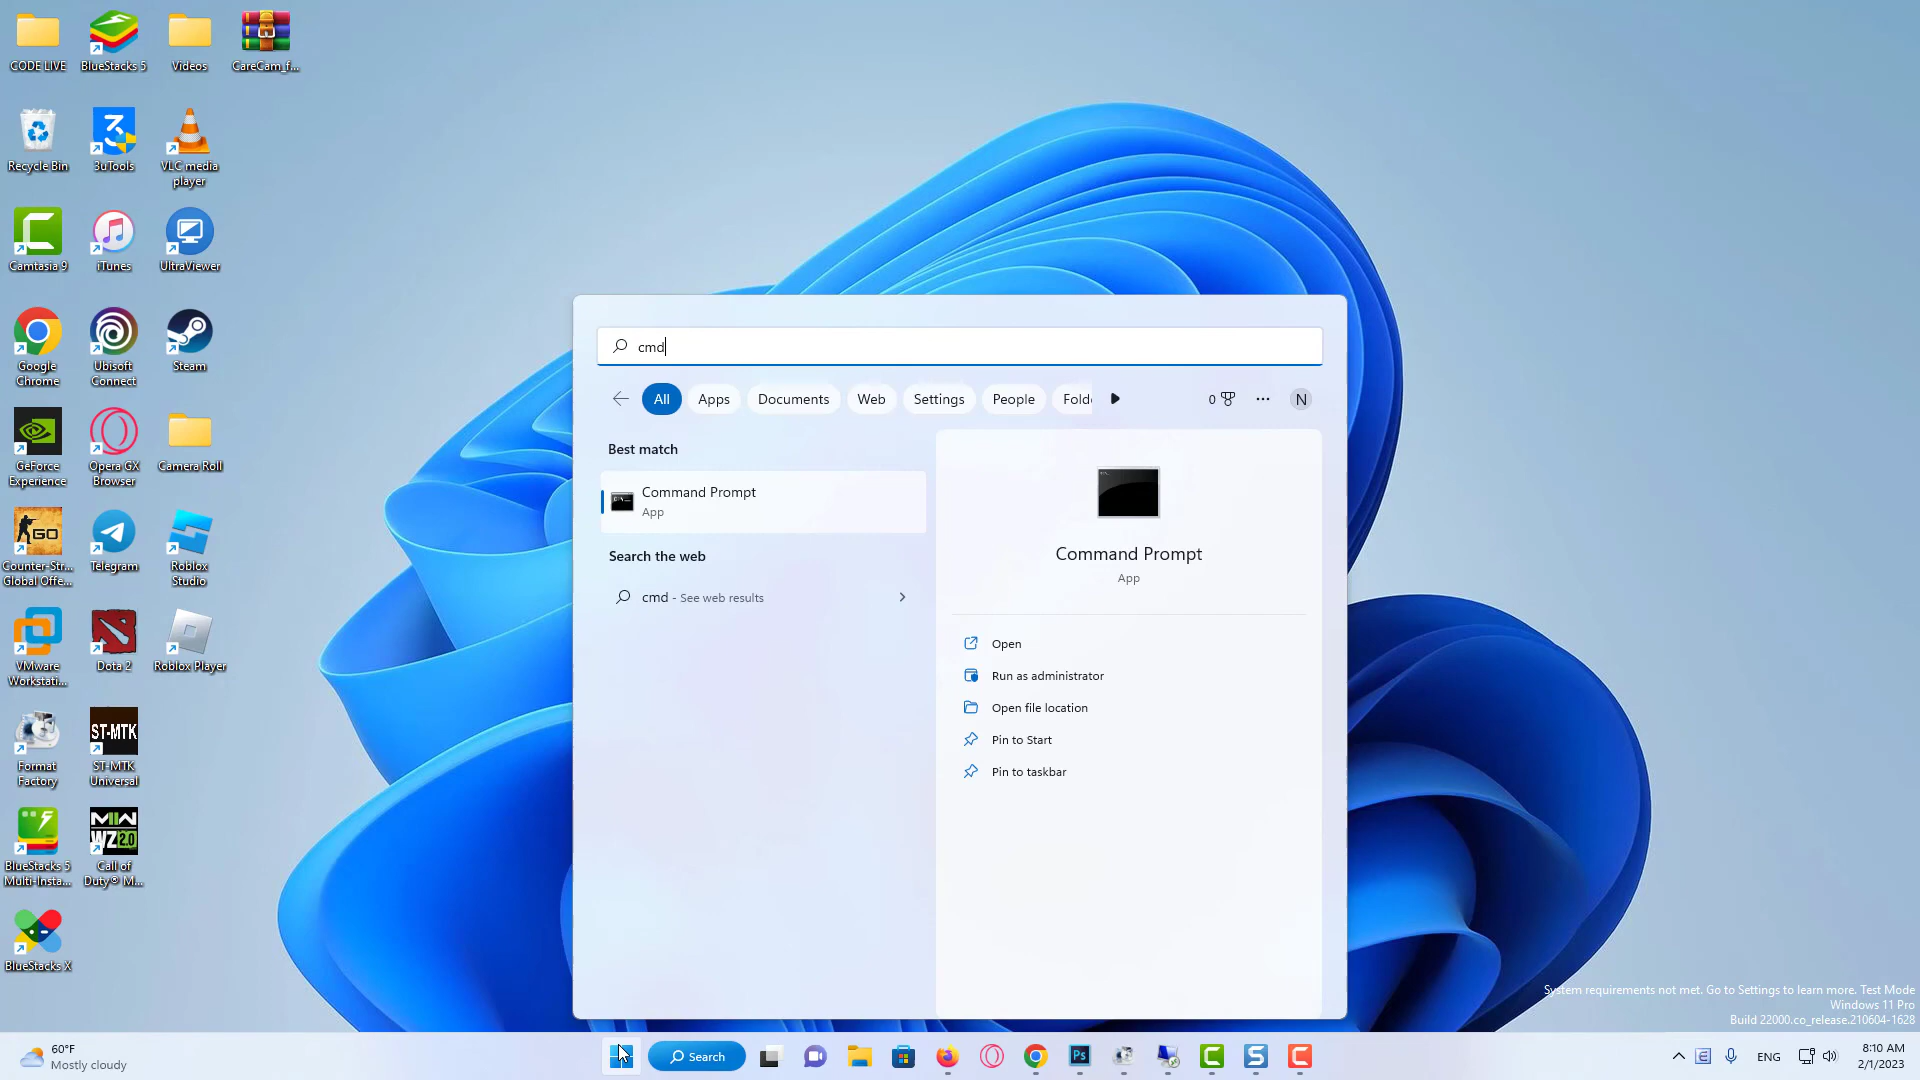 CODE LIVE
BlueStacks 5
Videos
CareCam_f...
Recycle Bin
3uTools
VLC media
player
Camtasia 9
iTunes
UltraViewer
Google
Chrome
Ubisoft
Connect
Steam
GeForce
Experience
Opera GX
Browser
Camera Roll
GO
Counter-Str...
Global Offe...
Telegram
Roblox
Studio
VMware
Workstati...
Dota 2
Roblox Player
Format
Factory
ST-MTK
ST-MTK
Universal
BlueStacks 5
Multi-Insta...
MW
WZ 2.0
Call of
Duty® M...
BlueStacks X
cmd
All
Apps
Documents
Web
Settings
People
Folde
0
N
Best match
Command Prompt
App
Search the web
cmd - See web results
Command Prompt
App
Open
Run as administrator
Open file location
Pin to Start
Pin to taskbar
System requirements not met. Go to Settings to learn more. Test Mode
Windows 11 Pro
Build 22000.co_release.210604-1628
60°F
Mostly cloudy
Search
Ps
C
S
C
ENG
8:10 AM
2/1/2023